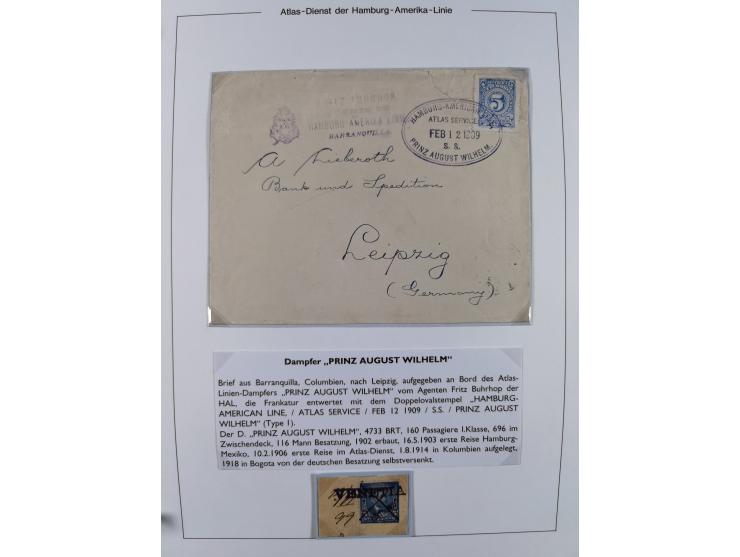 Atlas-Dienst der Hamburg-Amerika-Linie
HAMBURG AMERIKA LINIE
BARRANQUILLA
5
HAMBURG-AMERICAN
ATLAS SERVICE
FEB 12 1909
S. S.
PRINZ AUGUST WILHELM.
A Lieberoth
Bank und Spedition
Leipzig
(Germany)
Dampfer „PRINZ AUGUST WILHELM“
Brief aus Barranquilla, Columbien, nach Leipzig, aufgegeben an Bord des Atlas-
Linien-Dampfers „PRINZ AUGUST WILHELM“ vom Agenten Fritz Buhrhop der
HAL, die Frankatur entwertet mit dem Doppelovalstempel „HAMBURG-
AMERICAN LINE, / ATLAS SERVICE / FEB 12 1909 / S.S. / PRINZ AUGUST
WILHELM“ (Type 1).
Der D. „PRINZ AUGUST WILHELM“, 4733 BRT, 160 Passagiere I.Klasse, 696 im
Zwischendeck, 116 Mann Besatzung, 1902 erbaut, 16.5.1903 erste Reise Hamburg-
Mexiko, 10.2.1906 erste Reise im Atlas-Dienst, 1.8.1914 in Kolumbien aufgelegt,
1918 in Bogota von der deutschen Besatzung selbstversenkt.
VENETIA
99